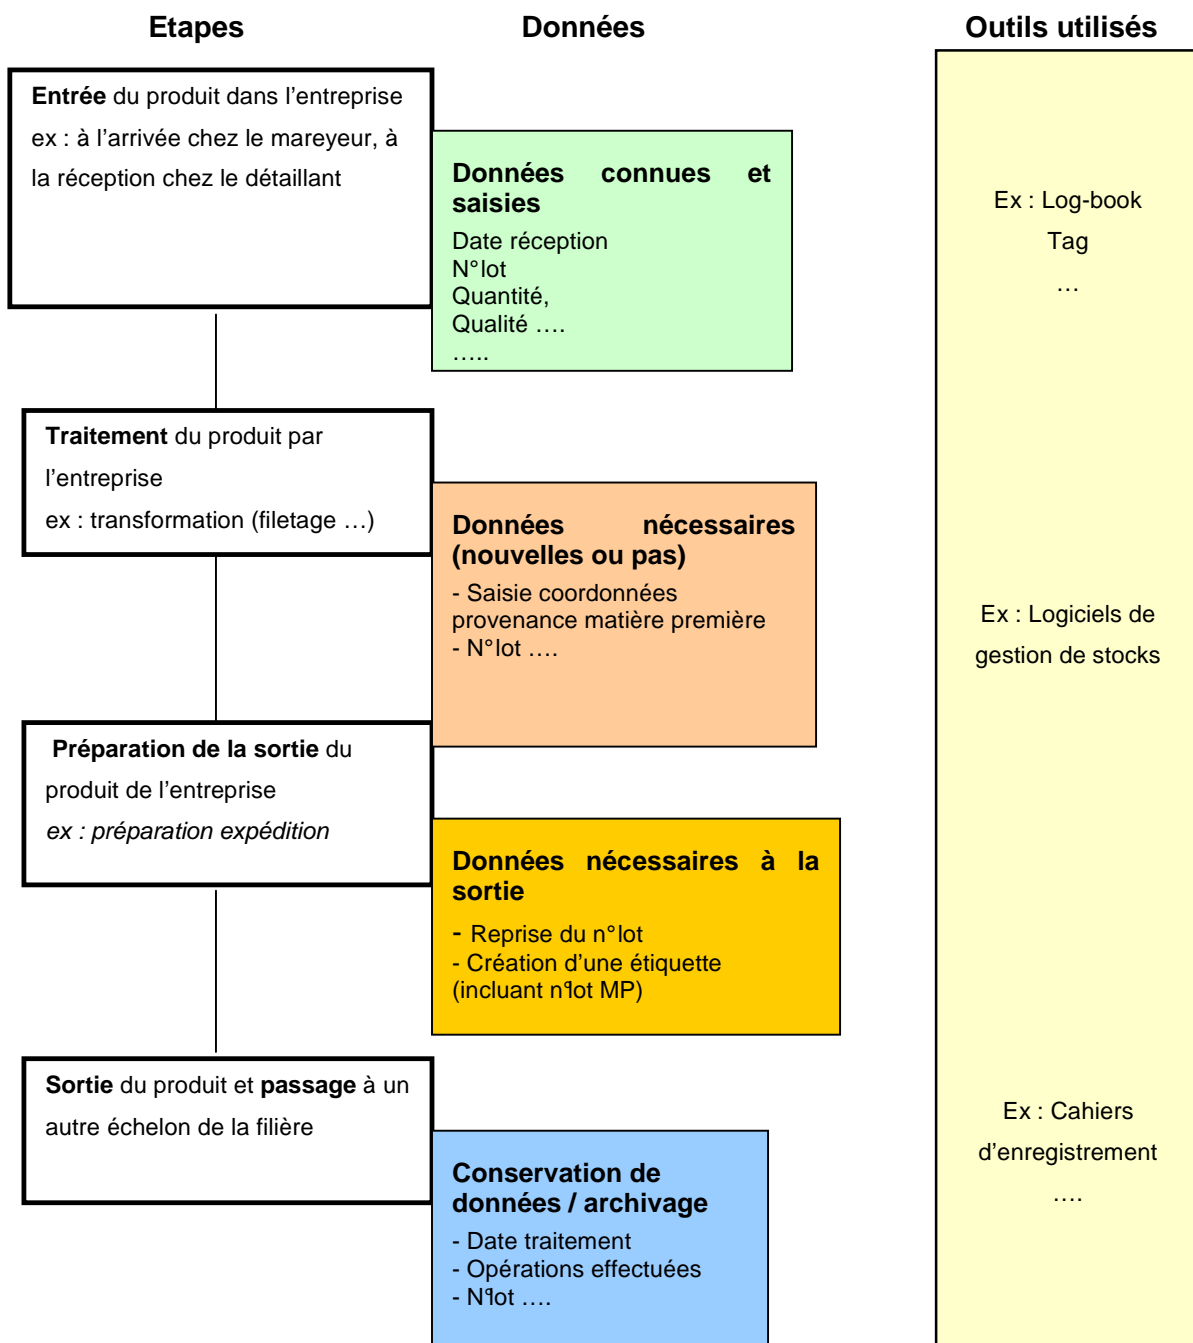 Etapes
Données
Outils utilisés
Entrée du produit dans l’entreprise
ex : à l’arrivée chez le mareyeur, à
la réception chez le détaillant
Données connues et
saisies
Date réception
N°lot
Quantité,
Qualité ….
…..
Ex : Log-book
Tag
…
Traitement du produit par
l’entreprise
ex : transformation (filetage …)
Données nécessaires
(nouvelles ou pas)
- Saisie coordonnées
provenance matière première
- N°lot ….
Ex : Logiciels de
gestion de stocks
Préparation de la sortie du
produit de l’entreprise
ex : préparation expédition
Données nécessaires à la
sortie
- Reprise du n°lot
- Création d’une étiquette
(incluant n°lot MP)
Sortie du produit et passage à un
autre échelon de la filière
Conservation de
données / archivage
- Date traitement
- Opérations effectuées
- N°lot ….
Ex : Cahiers
d’enregistrement
….